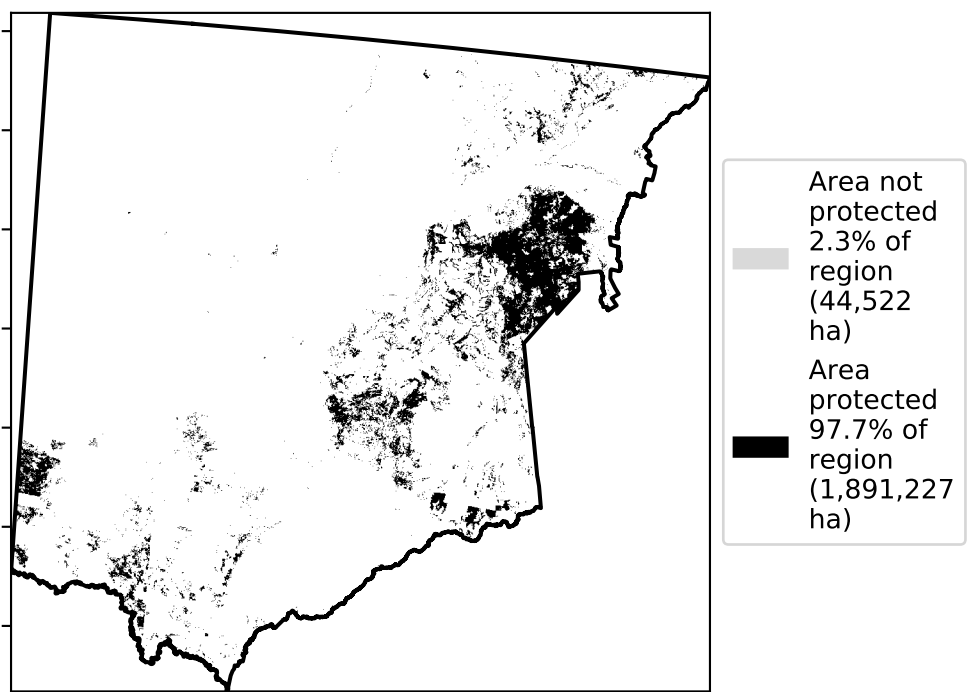 Area not
protected
2.3% of
region
(44,522
ha)
Area
protected
97.7% of
region
(1,891,227
ha)